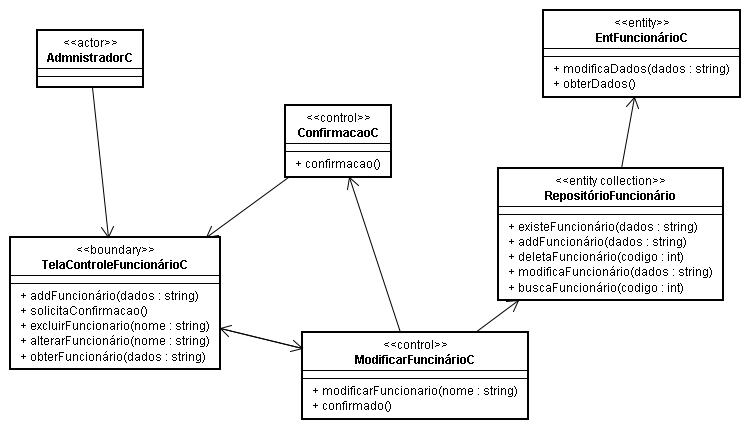 <<actor>>
AdmnistradorC
<<entity>>
EntFuncionárioC
+ modificaDados(dados : string)
+ obterDados()
<<control>>
ConfirmacaoC
+ confirmacao()
<<entity collection>>
RepositórioFuncionário
+ existeFuncionário(dados : string)
+ addFuncionário(dados : string)
+ deletaFuncionário(codigo : int)
+ modificaFuncionário(dados : string)
+ buscaFuncionário(codigo : int)
<<boundary>>
TelaControleFuncionárioC
+ addFuncionário(dados : string)
+ solicitaConfirmacao()
+ excluirFuncionario(nome : string)
+ alterarFuncionário(nome : string)
+ obterFuncionário(dados : string)
<<control>>
ModificarFuncinárioC
+ modificarFuncionario(nome : string)
+ confirmado()